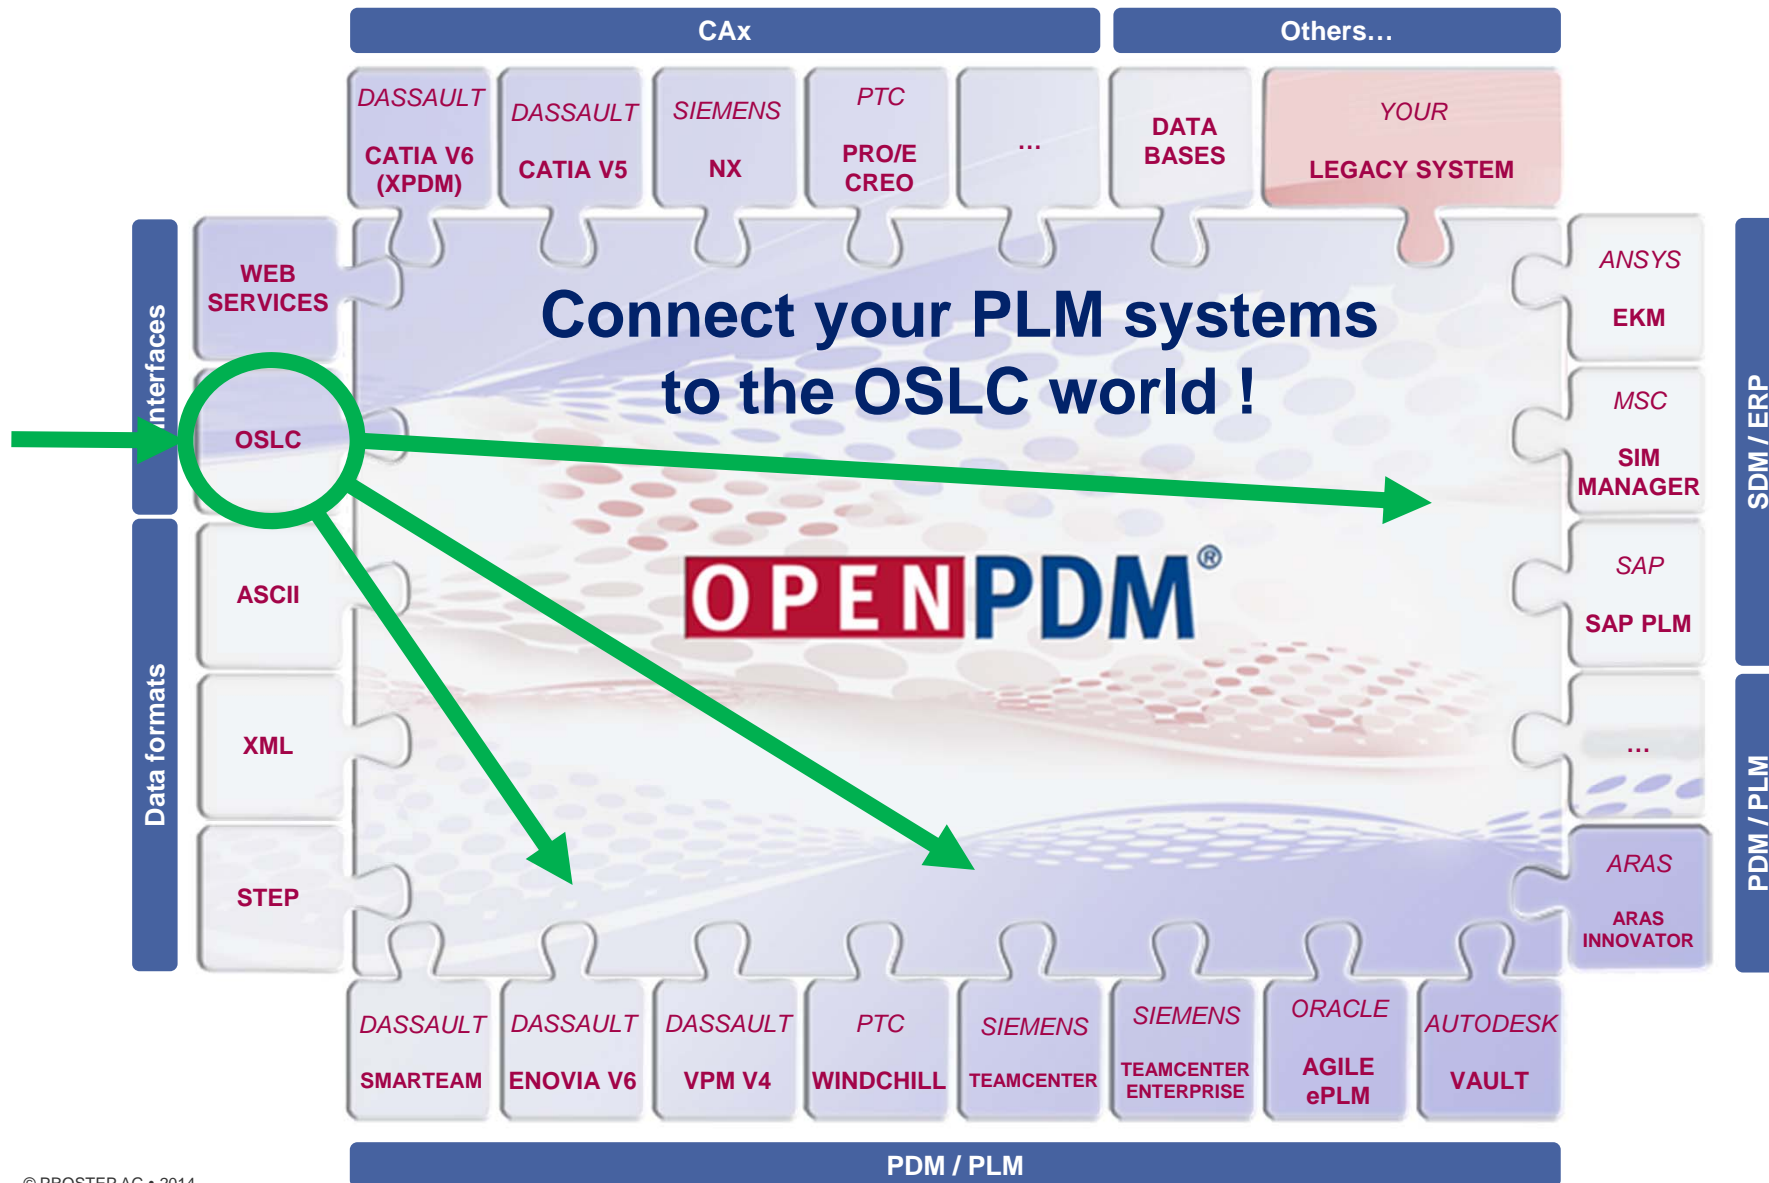 CAx
Others…
DASSAULT
CATIA V6
(XPDM)
DASSAULT
CATIA V5
SIEMENS
NX
PTC
PRO/E
CREO
…
DATA
BASES
YOUR
LEGACY SYSTEM
Interfaces
WEB
SERVICES
OSLC
Data formats
ASCII
XML
STEP
Connect your PLM systems
to the OSLC world !
OPENPDM®
ANSYS
EKM
MSC
SIM
MANAGER
SAP
SAP PLM
…
ARAS
ARAS
INNOVATOR
SDM / ERP
PDM / PLM
DASSAULT
SMARTEAM
DASSAULT
ENOVIA V6
DASSAULT
VPM V4
PTC
WINDCHILL
SIEMENS
TEAMCENTER
SIEMENS
TEAMCENTER
ENTERPRISE
ORACLE
AGILE
ePLM
AUTODESK
VAULT
PDM / PLM
© PROSTEP AG • 2014